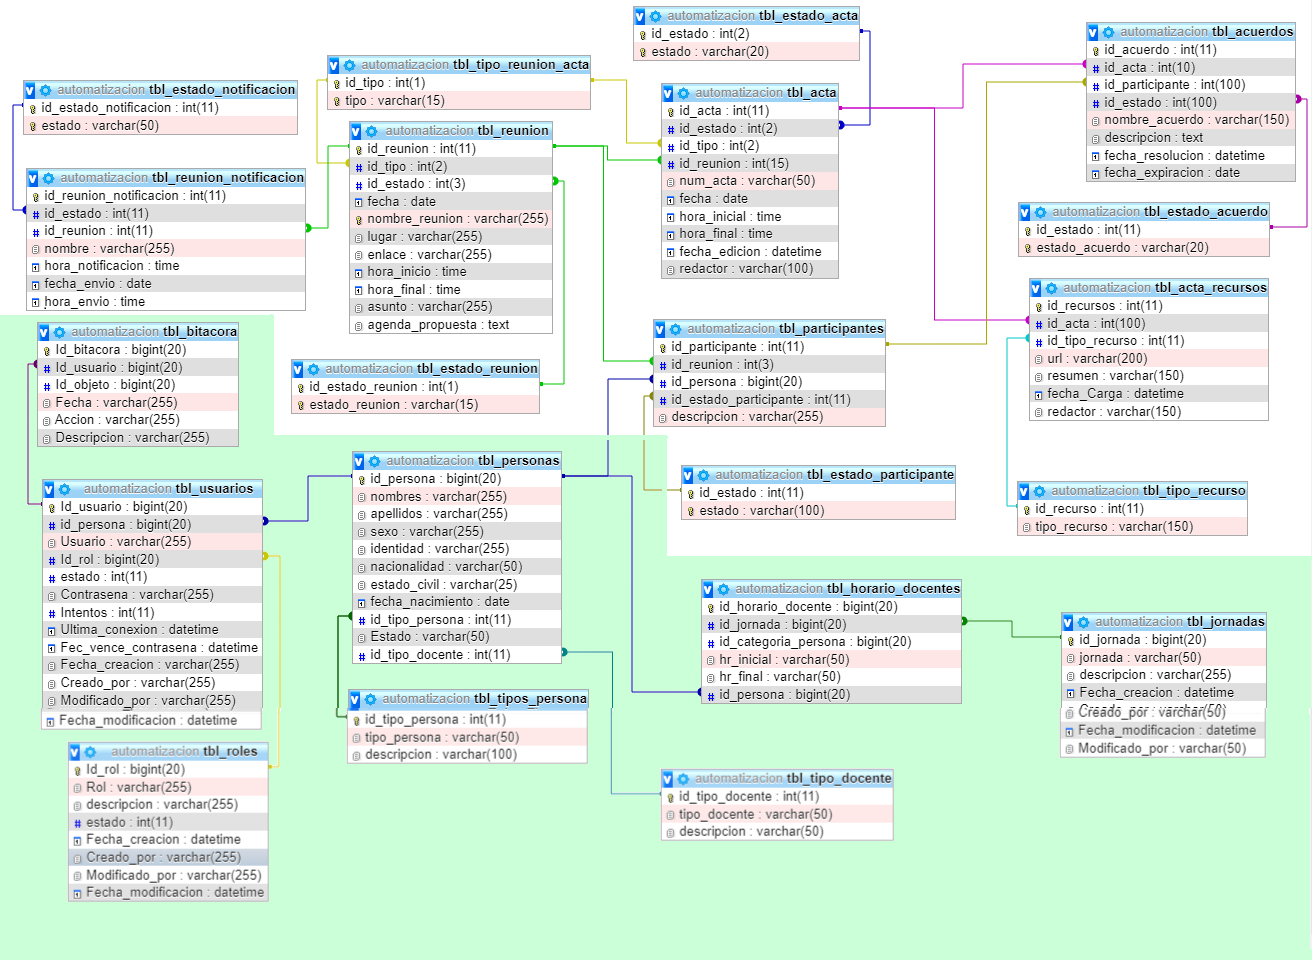 automatizacion tbl_estado_acta
id_estado : int(2)
estado : varchar(20)
automatizacion tbl_acuerdos
id_acuerdo : int(11)
id_acta : int(10)
id_participante : int(100)
id_estado : int(100)
nombre_acuerdo : varchar(150)
descripcion : text
fecha_resolucion : datetime
fecha_expiracion : date
automatizacion tbl_tipo_reunion_acta
id_tipo : int(1)
tipo : varchar(15)
automatizacion tbl_estado_notificacion
id_estado_notificacion : int(11)
estado : varchar(50)
automatizacion tbl_acta
id_acta : int(11)
id_estado : int(2)
id_tipo : int(2)
id_reunion : int(15)
num_acta : varchar(50)
fecha : date
hora_inicial : time
hora_final : time
fecha_edicion : datetime
redactor : varchar(100)
automatizacion tbl_reunion
id_reunion : int(11)
id_tipo : int(2)
id_estado : int(3)
fecha : date
nombre_reunion : varchar(255)
lugar : varchar(255)
enlace : varchar(255)
hora_inicio : time
hora_final : time
asunto : varchar(255)
agenda_propuesta : text
automatizacion tbl_reunion_notificacion
id_reunion_notificacion : int(11)
id_estado : int(11)
id_reunion : int(11)
nombre : varchar(255)
hora_notificacion : time
fecha_envio : date
hora_envio : time
automatizacion tbl_estado_acuerdo
id_estado : int(11)
estado_acuerdo : varchar(20)
automatizacion tbl_acta_recursos
id_recursos : int(11)
id_acta : int(100)
id_tipo_recurso : int(11)
url : varchar(200)
resumen : varchar(150)
fecha_Carga : datetime
redactor : varchar(150)
automatizacion tbl_bitacora
Id_bitacora : bigint(20)
Id_usuario : bigint(20)
Id_objeto : bigint(20)
Fecha : varchar(255)
Accion : varchar(255)
Descripcion : varchar(255)
automatizacion tbl_participantes
id_participante : int(11)
id_reunion : int(3)
id_persona : bigint(20)
id_estado_participante : int(11)
descripcion : varchar(255)
automatizacion tbl_estado_reunion
id_estado_reunion : int(1)
estado_reunion : varchar(15)
automatizacion tbl_personas
id_persona : bigint(20)
nombres : varchar(255)
apellidos : varchar(255)
sexo : varchar(255)
identidad : varchar(255)
nacionalidad : varchar(50)
estado_civil : varchar(25)
fecha_nacimiento : date
id_tipo_persona : int(11)
Estado : varchar(50)
id_tipo_docente : int(11)
automatizacion tbl_estado_participante
id_estado : int(11)
estado : varchar(100)
automatizacion tbl_tipo_recurso
id_recurso : int(11)
tipo_recurso : varchar(150)
automatizacion tbl_usuarios
Id_usuario : bigint(20)
id_persona : bigint(20)
Usuario : varchar(255)
Id_rol : bigint(20)
estado : int(11)
Contrasena : varchar(255)
Intentos : int(11)
Ultima_conexion : datetime
Fec_vence_contrasena : datetime
Fecha_creacion : varchar(255)
Creado_por : varchar(255)
Modificado_por : varchar(255)
Fecha_modificacion : datetime
automatizacion tbl_horario_docentes
id_horario_docente : bigint(20)
id_jornada : bigint(20)
id_categoria_persona : bigint(20)
hr_inicial : varchar(50)
hr_final : varchar(50)
id_persona : bigint(20)
automatizacion tbl_jornadas
id_jornada : bigint(20)
jornada : varchar(50)
descripcion : varchar(255)
Fecha_creacion : datetime
Creado_por : varchar(50)
Fecha_modificacion : datetime
Modificado_por : varchar(50)
automatizacion tbl_tipos_persona
id_tipo_persona : int(11)
tipo_persona : varchar(50)
descripcion : varchar(100)
automatizacion tbl_roles
Id_rol : bigint(20)
Rol : varchar(255)
descripcion : varchar(255)
estado : int(11)
Fecha_creacion : datetime
Creado_por : varchar(255)
Modificado_por : varchar(255)
Fecha_modificacion : datetime
automatizacion tbl_tipo_docente
id_tipo_docente : int(11)
tipo_docente : varchar(50)
descripcion : varchar(50)